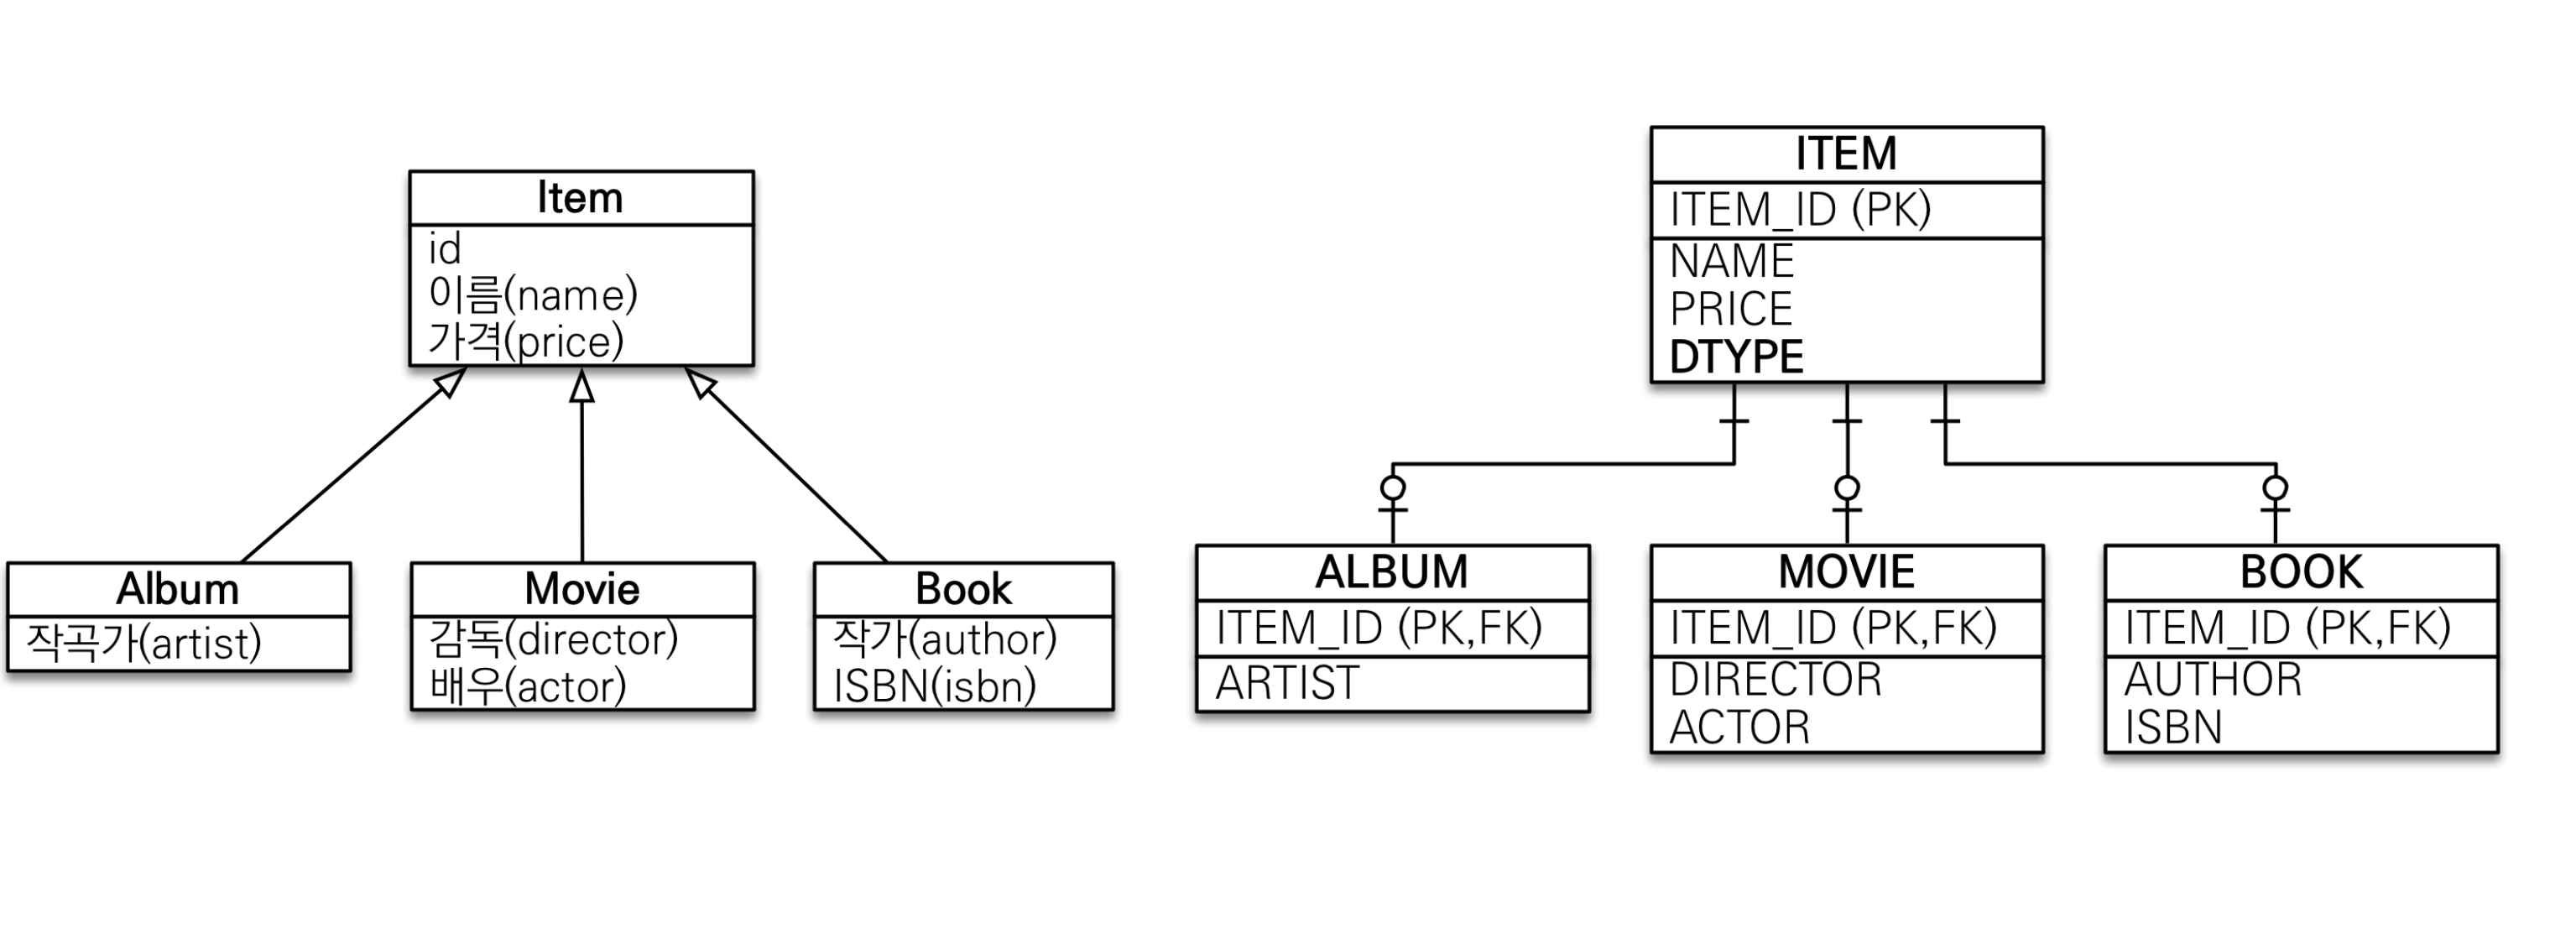 Item
id
이름(name)
가격(price)
Album
작곡가(artist)
Movie
감독(director)
배우(actor)
Book
작가(author)
ISBN(isbn)
ITEM
ITEM_ID (PK)
NAME
PRICE
DTYPE
ALBUM
ITEM_ID (PK,FK)
ARTIST
MOVIE
ITEM_ID (PK,FK)
DIRECTOR
ACTOR
BOOK
ITEM_ID (PK,FK)
AUTHOR
ISBN